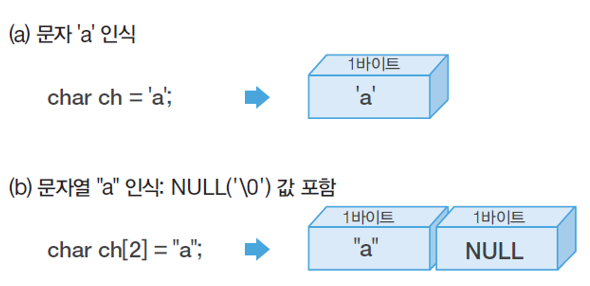 (a) 문자 'a' 인식
1바이트
char ch = 'a';
'a'
(b) 문자열 "a" 인식: NULL('\0') 값 포함
1바이트 1바이트
char ch[2] = "a";
"a" NULL